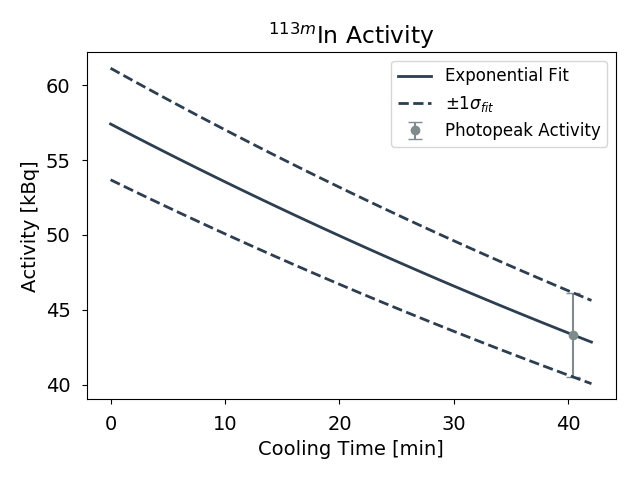 ¹¹³ᵐIn Activity
Exponential Fit
±1σ_fit
Photopeak Activity
Activity [kBq]
60
55
50
45
40
0 10 20 30 40
Cooling Time [min]